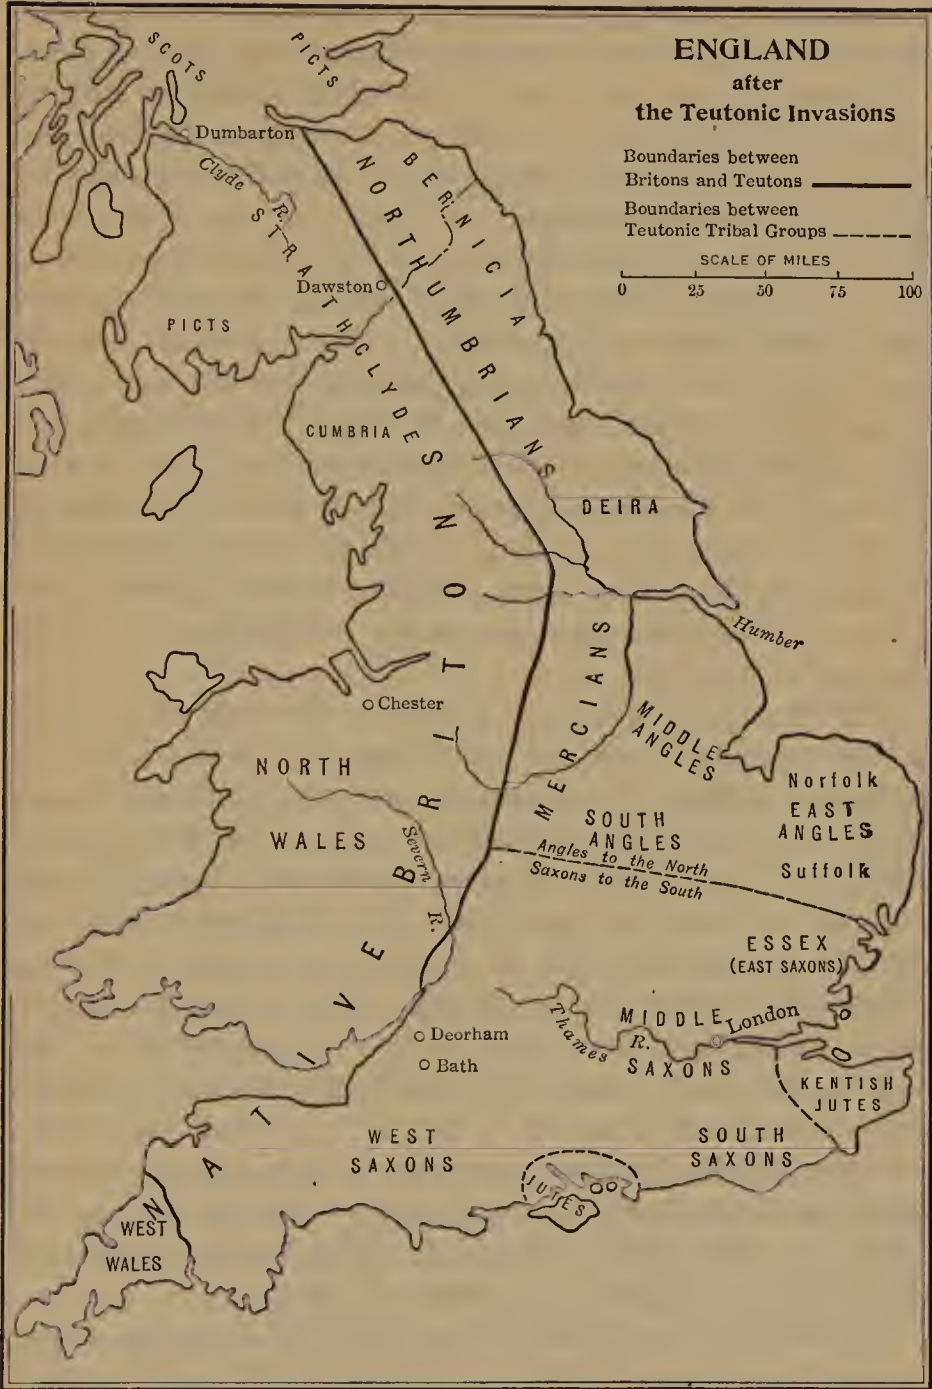 ENGLAND
after
the Teutonic Invasions
Boundaries between
Britons and Teutons
Boundaries between
Teutonic Tribal Groups
SCALE OF MILES
0 25 50 75 100
SCOTS
PICTS
Dumbarton
Clyde R.
BERNICIA
NORTHUMBRIANS
STRATHCLYDE
Dawston
PICTS
CUMBRIA
DEIRA
Humber
NATIVE BRITONS
Chester
MERCIANS
MIDDLE
ANGLES
NORTH
WALES
Severn R.
Norfolk
EAST
ANGLES
Suffolk
SOUTH
ANGLES
Angles to the North
Saxons to the South
ESSEX
(EAST SAXONS)
MIDDLE
SAXONS
London
Thames R.
Deorham
Bath
KENTISH
JUTES
WEST
SAXONS
SOUTH
SAXONS
JUTES
WEST
WALES